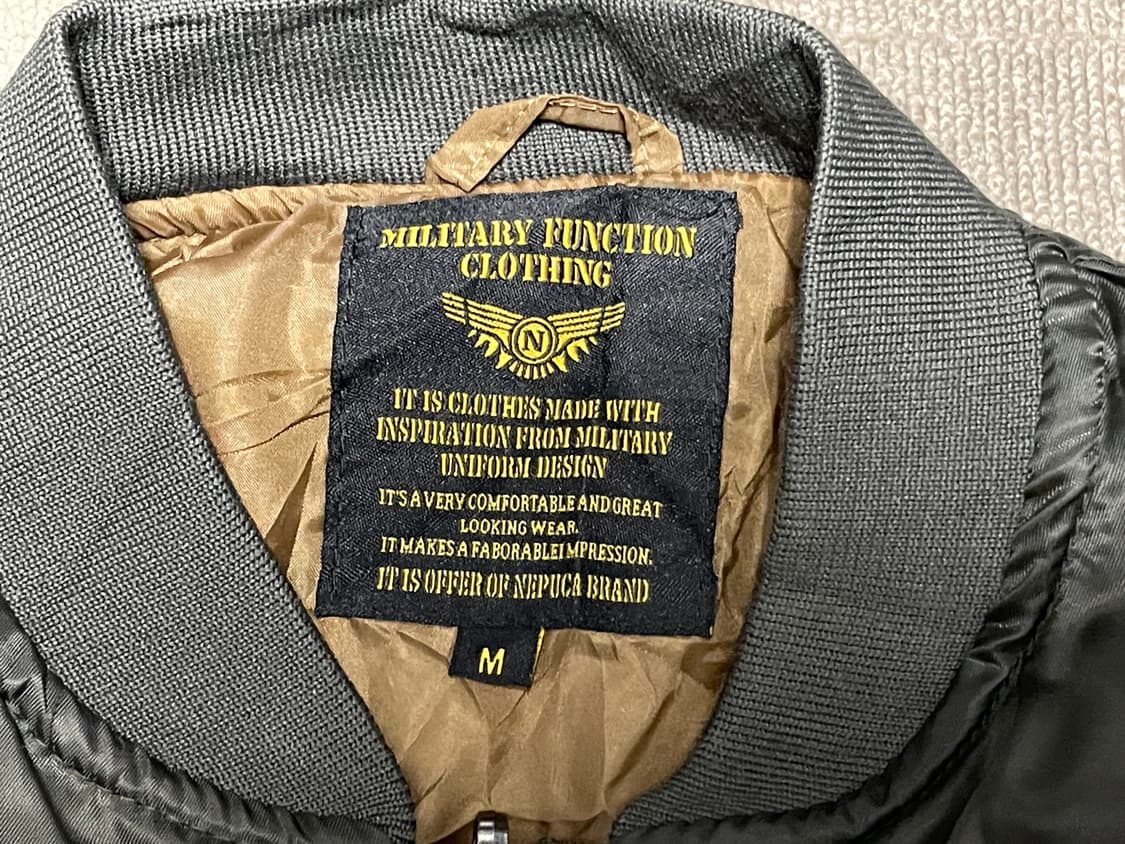 MILITARY FUNCTION
CLOTHING
N
IT IS CLOTHES MADE WITH
INSPIRATION FROM MILITARY
UNIFORM DESIGN
IT'S A VERY COMFORTABLE AND GREAT
LOOKING WEAR.
IT MAKES A FABORABLEI MPRESSION.
IT IS OFFER OF NEPUCA BRAND
M